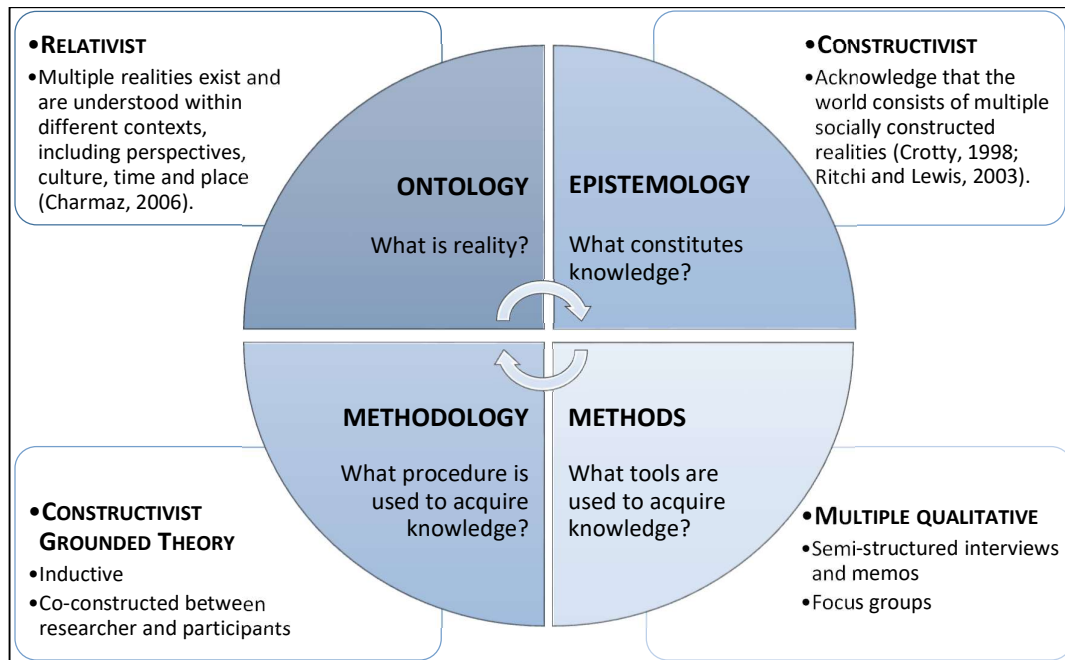 •RELATIVIST
•Multiple realities exist and
are understood within
different contexts,
including perspectives,
culture, time and place
(Charmaz, 2006).
ONTOLOGY
What is reality?
•CONSTRUCTIVIST
•Acknowledge that the
world consists of multiple
socially constructed
realities (Crotty, 1998;
Ritchi and Lewis, 2003).
EPISTEMOLOGY
What constitutes
knowledge?
METHODOLOGY
What procedure is
used to acquire
knowledge?
•CONSTRUCTIVIST
GROUNDED THEORY
•Inductive
•Co-constructed between
researcher and participants
METHODS
What tools are
used to acquire
knowledge?
•MULTIPLE QUALITATIVE
•Semi-structured interviews
and memos
•Focus groups